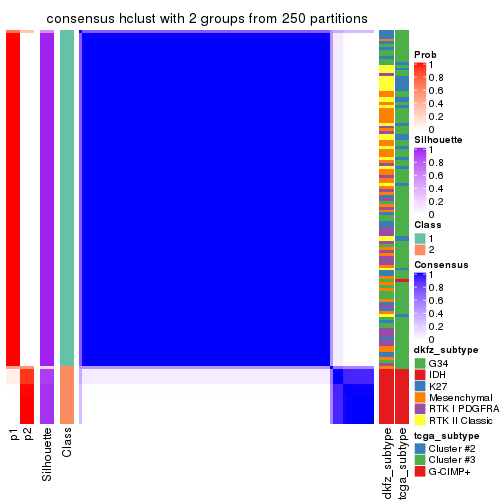 consensus hclust with 2 groups from 250 partitions
Prob
1
0.8
0.6
0.4
0.2
0
Silhouette
1
0.8
0.6
0.4
0.2
0
Class
1
2
Consensus
1
0.8
0.6
0.4
0.2
0
dkfz_subtype
G34
IDH
K27
Mesenchymal
RTK I PDGFRA
RTK II Classic
tcga_subtype
Cluster #2
Cluster #3
G-CIMP+
p1
p2
Silhouette
Class
dkfz_subtype
tcga_subtype